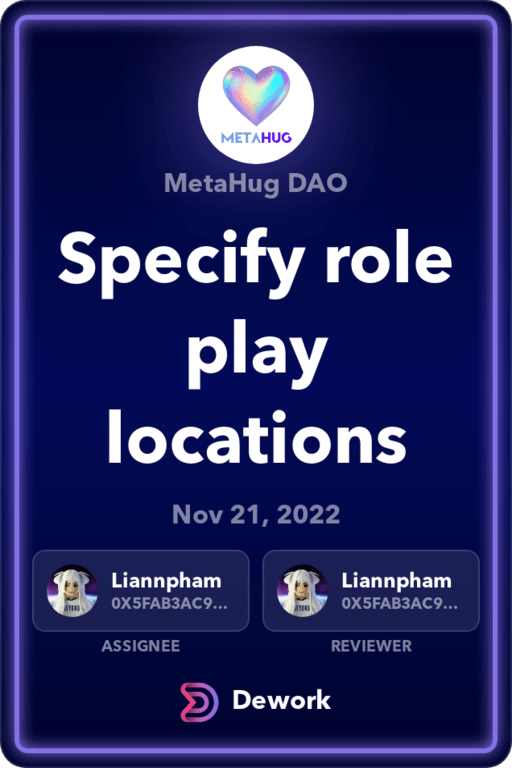 METAHUG
MetaHug DAO
Specify role
play
locations
Nov 21, 2022
Liannpham
0X5FAB3AC9...
Liannpham
0X5FAB3AC9...
ASSIGNEE
REVIEWER
Dework